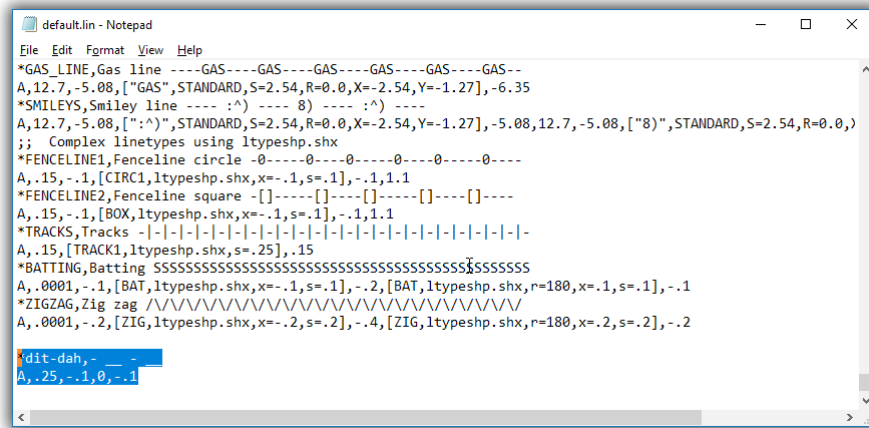 default.lin - Notepad
File Edit Format View Help
*GAS_LINE,Gas line ----GAS----GAS----GAS----GAS----GAS----GAS--
A,12.7,-5.08,["GAS",STANDARD,S=2.54,R=0.0,X=-2.54,Y=-1.27],-6.35
*SMILEYS,Smiley line ---- :^) ---- 8) ---- :^) ----
A,12.7,-5.08,[":^)",STANDARD,S=2.54,R=0.0,X=-2.54,Y=-1.27],-5.08,12.7,-5.08,["8)",STANDARD,S=2.54,R=0.0,
;;  Complex linetypes using ltypeshp.shx
*FENCELINE1,Fenceline circle -0-----0----0-----0----0-----0----
A,.15,-.1,[CIRC1,ltypeshp.shx,x=-.1,s=.1],-.1,1.1
*FENCELINE2,Fenceline square -[]-----[]----[]-----[]----[]----
A,.15,-.1,[BOX,ltypeshp.shx,x=-.1,s=.1],-.1,1.1
*TRACKS,Tracks -|-|-|-|-|-|-|-|-|-|-|-|-|-|-|-|-|-|-|-|-|-|-|-|-
A,.15,[TRACK1,ltypeshp.shx,s=.25],.15
*BATTING,Batting SSSSSSSSSSSSSSSSSSSSSSSSSSSSSSSSSSSSSSSSSSSSSSS
A,.0001,-.1,[BAT,ltypeshp.shx,x=-.1,s=.1],-.2,[BAT,ltypeshp.shx,r=180,x=.1,s=.1],-.1
*ZIGZAG,Zig zag /\/\/\/\/\/\/\/\/\/\/\/\/\/\/\/\/\/\/\/\/\/\/\/
A,.0001,-.2,[ZIG,ltypeshp.shx,x=-.2,s=.2],-.4,[ZIG,ltypeshp.shx,r=180,x=.2,s=.2],-.2
*dit-dah,- __ - __
A,.25,-.1,0,-.1